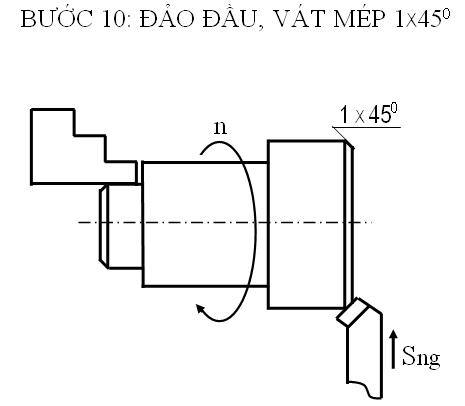 BƯỚC 10: ĐẢO ĐẦU, VÁT MÉP 1x45⁰
1 x 45⁰
n
Sng